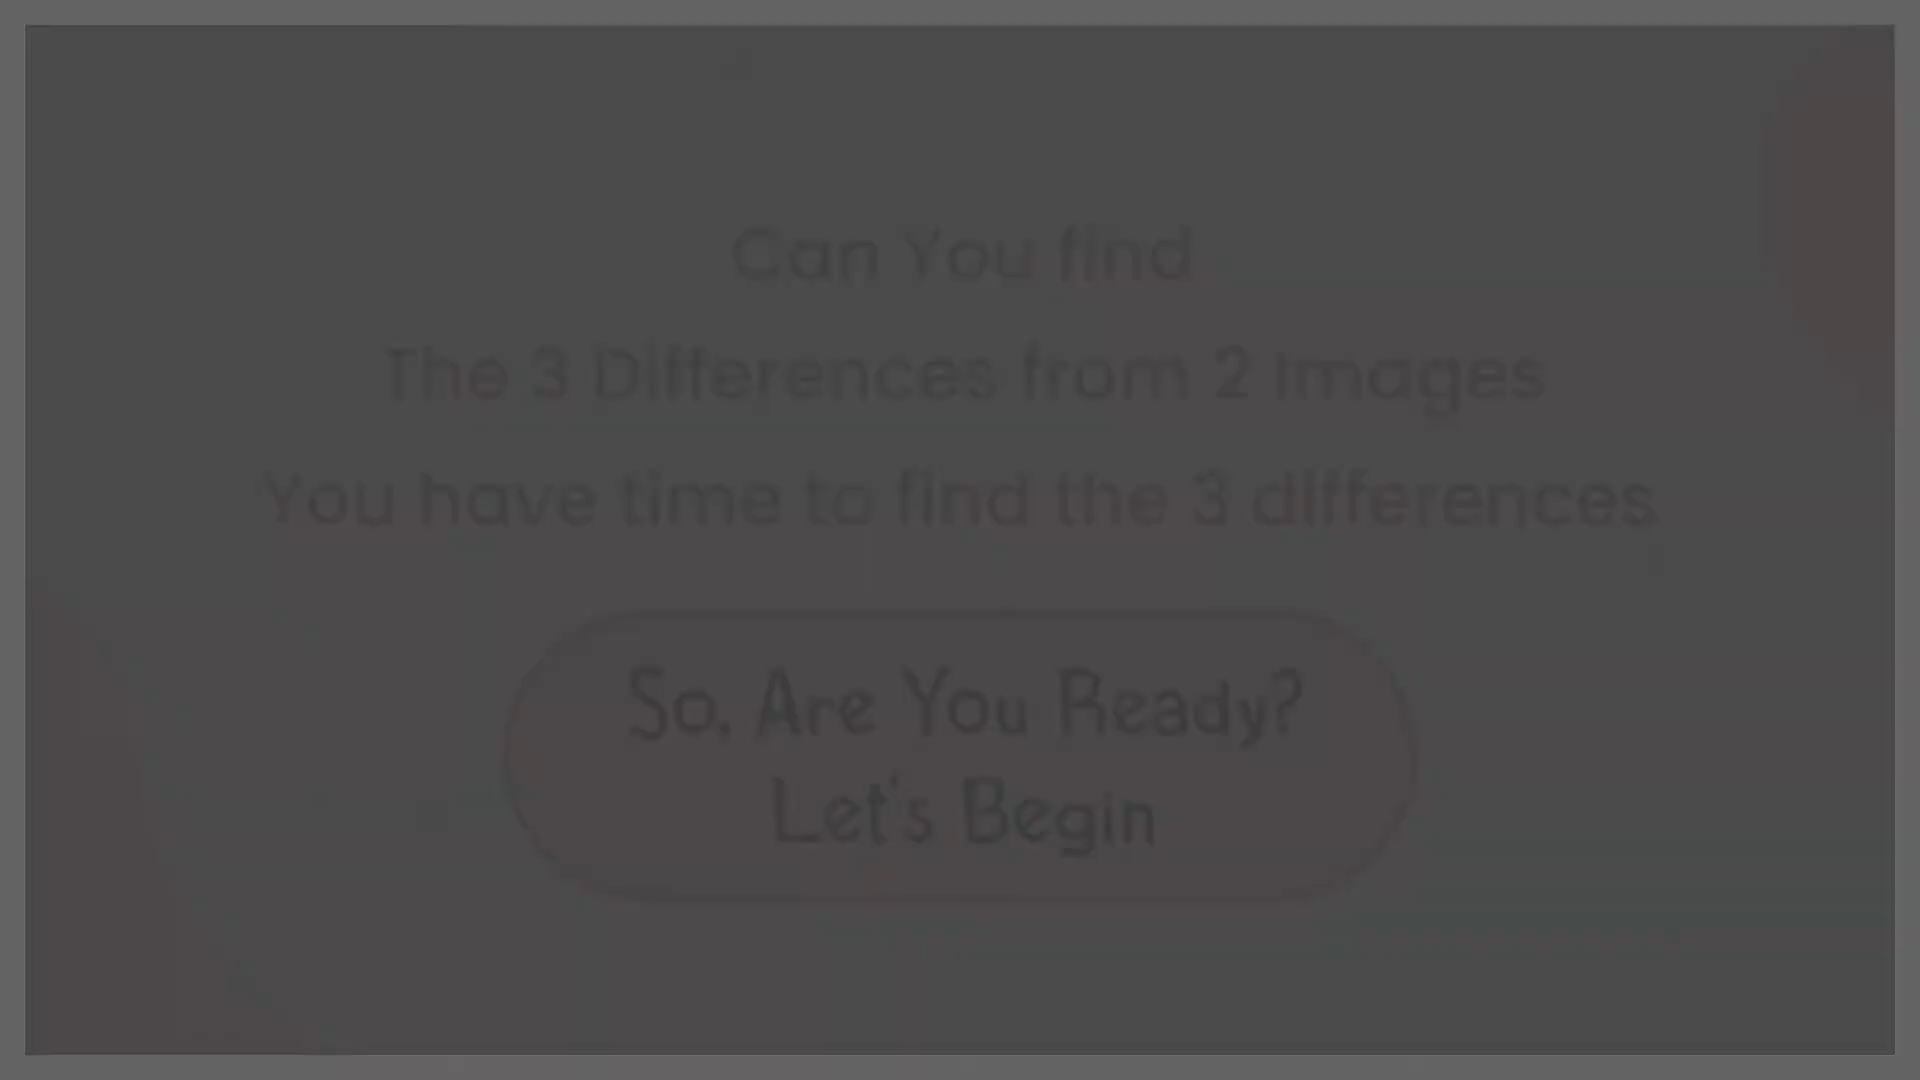 Can You find
The 3 Differences from 2 Images
You have time to find the 3 differences
So, Are You Ready?
Let's Begin